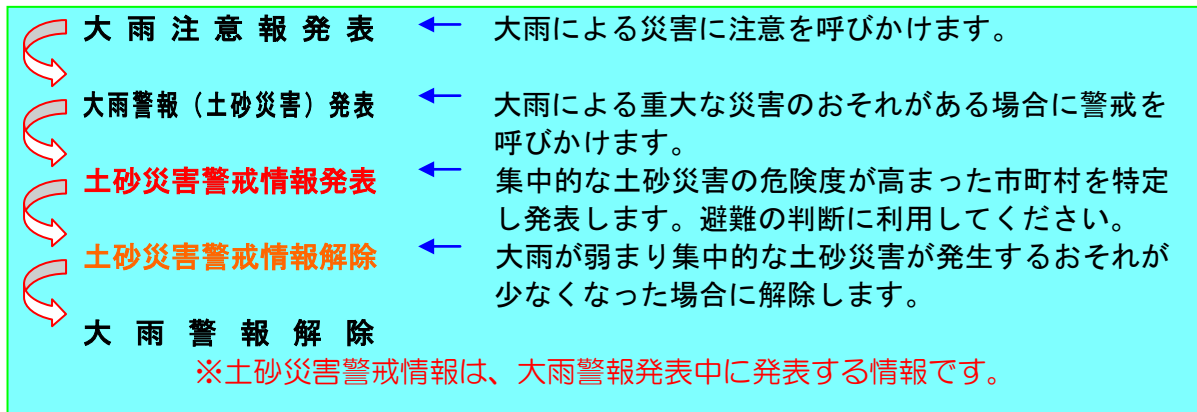 大雨注意報発表 大雨による災害に注意を呼びかけます。
大雨警報（土砂災害）発表 大雨による重大な災害のおそれがある場合に警戒を
呼びかけます。
土砂災害警戒情報発表 集中的な土砂災害の危険度が高まった市町村を特定
し発表します。避難の判断に利用してください。
土砂災害警戒情報解除 大雨が弱まり集中的な土砂災害が発生するおそれが
少なくなった場合に解除します。
大雨警報解除
※土砂災害警戒情報は、大雨警報発表中に発表する情報です。